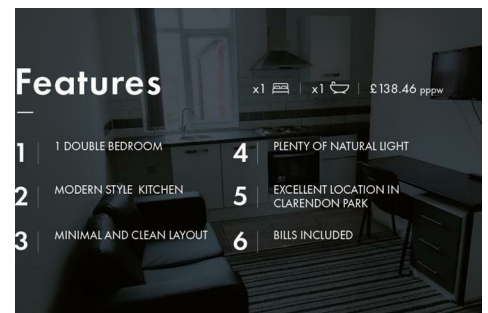 Features
x1 x1 £138.46 pppw
1 1 DOUBLE BEDROOM
2 MODERN STYLE KITCHEN
3 MINIMAL AND CLEAN LAYOUT
4 PLENTY OF NATURAL LIGHT
5 EXCELLENT LOCATION IN
CLARENDON PARK
6 BILLS INCLUDED